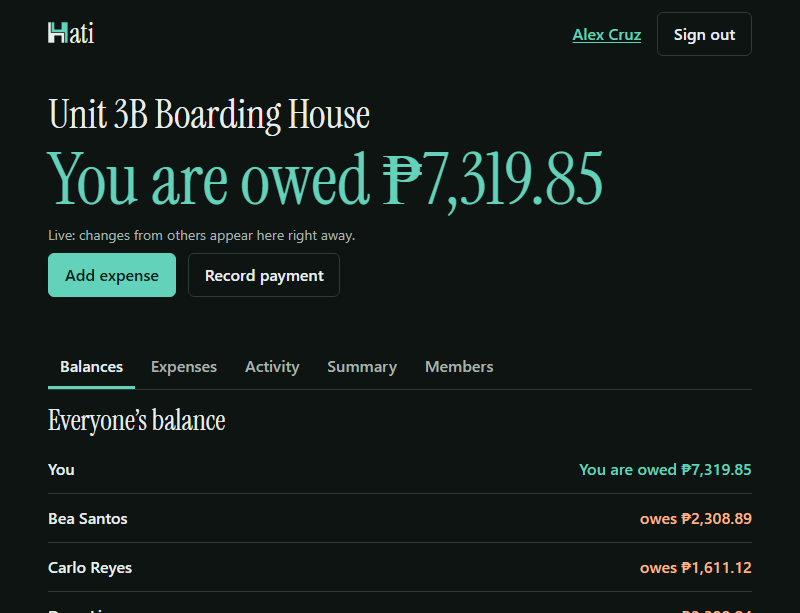 Hati
Alex Cruz
Sign out
Unit 3B Boarding House
You are owed ₱7,319.85
Live: changes from others appear here right away.
Add expense
Record payment
Balances
Expenses
Activity
Summary
Members
Everyone’s balance
You
You are owed ₱7,319.85
Bea Santos
owes ₱2,308.89
Carlo Reyes
owes ₱1,611.12